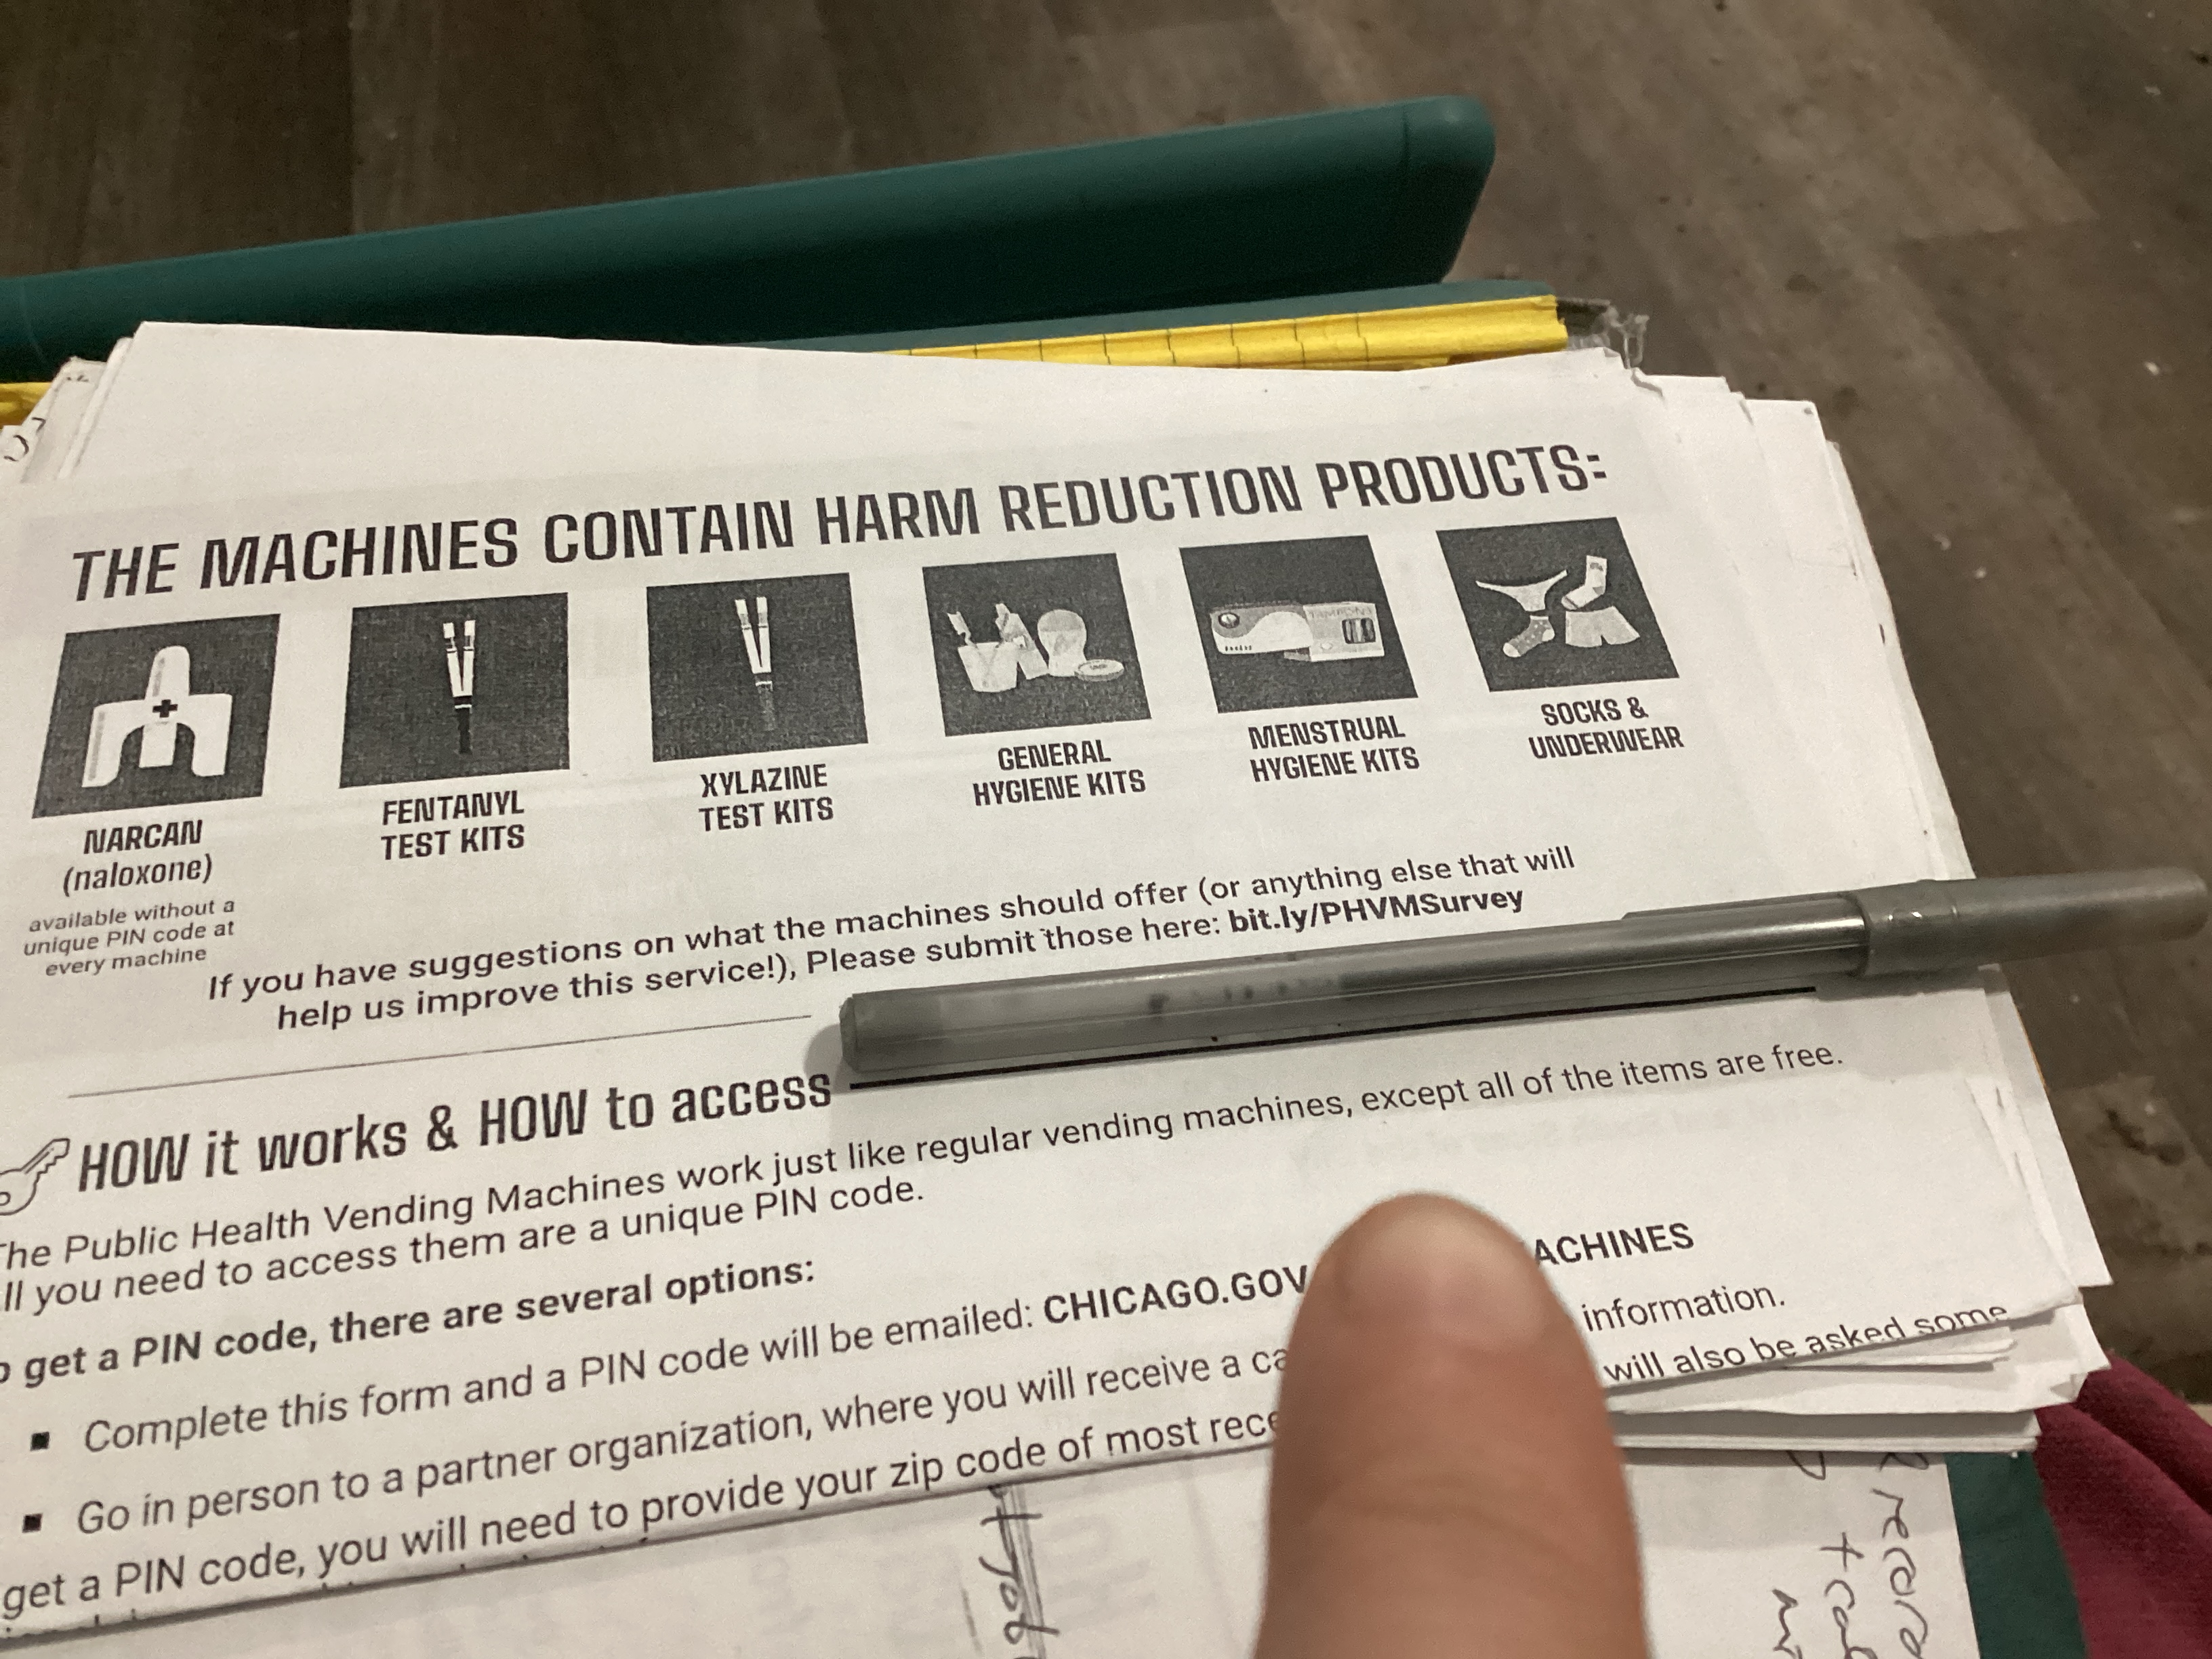 THE MACHINES CONTAIN HARM REDUCTION PRODUCTS:
NARCAN
(naloxone)
available without a
unique PIN code at
every machine
FENTANYL
TEST KITS
XYLAZINE
TEST KITS
GENERAL
HYGIENE KITS
TAMPONS
MENSTRUAL
HYGIENE KITS
SOCKS &
UNDERWEAR
If you have suggestions on what the machines should offer (or anything else that will
help us improve this service!), Please submit those here: bit.ly/PHVMSurvey
HOW it works & HOW to access
he Public Health Vending Machines work just like regular vending machines, except all of the items are free.
ll you need to access them are a unique PIN code.
o get a PIN code, there are several options:
▪ Complete this form and a PIN code will be emailed: CHICAGO.GOV ACHINES
▪ Go in person to a partner organization, where you will receive a ca information.
get a PIN code, you will need to provide your zip code of most rece will also be asked some